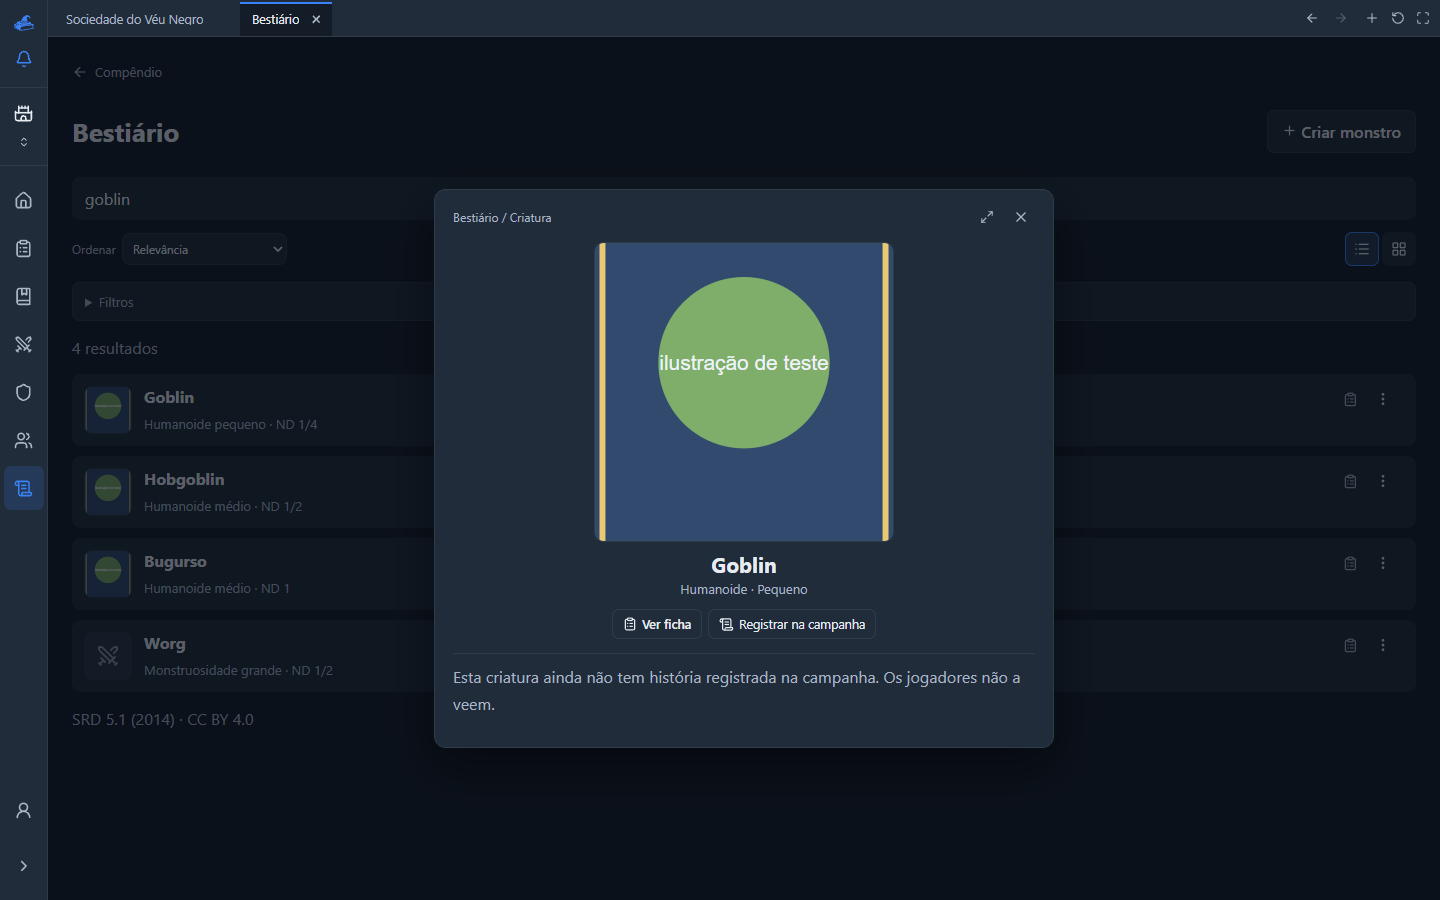 Sociedade do Véu Negro
Bestiário
Compêndio
Bestiário
Criar monstro
goblin
Ordenar
Relevância
Filtros
4 resultados
Goblin
Humanoide pequeno · ND 1/4
Hobgoblin
Humanoide médio · ND 1/2
Bugurso
Humanoide médio · ND 1
Worg
Monstruosidade grande · ND 1/2
SRD 5.1 (2014) · CC BY 4.0
Bestiário / Criatura
ilustração de teste
Goblin
Humanoide · Pequeno
Ver ficha
Registrar na campanha
Esta criatura ainda não tem história registrada na campanha. Os jogadores não a
veem.